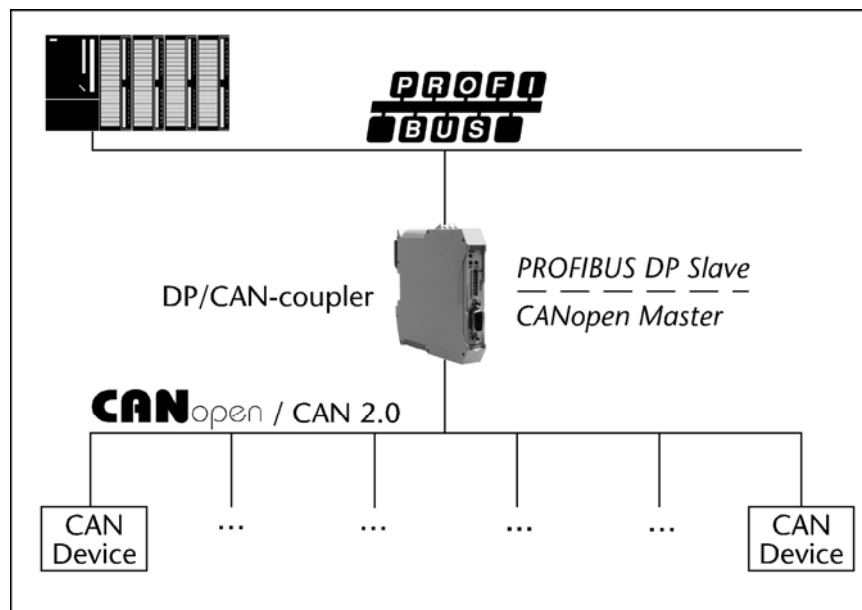 PROFI
BUS
DP/CAN-coupler
PROFIBUS DP Slave
CANopen Master
CANopen / CAN 2.0
CAN
Device
...
...
...
...
CAN
Device